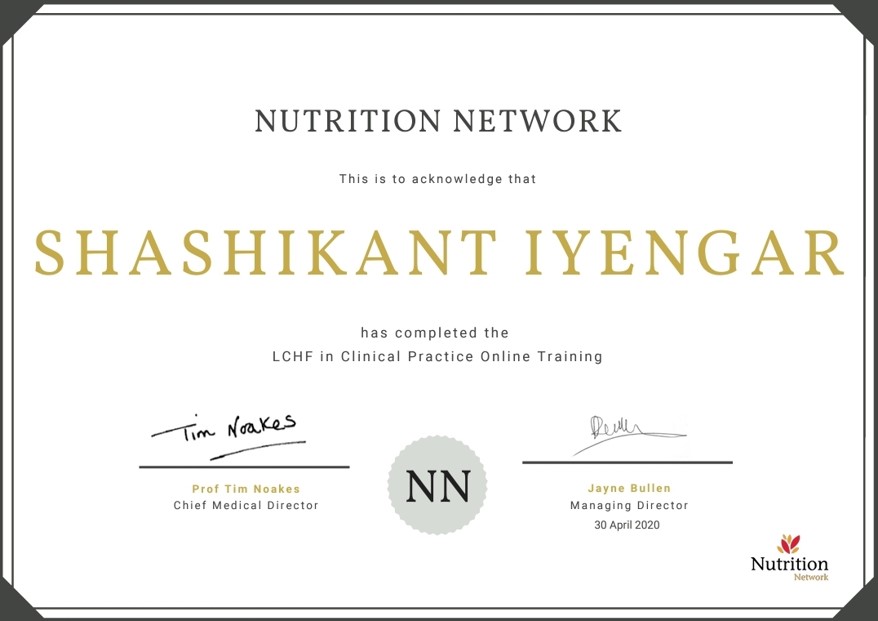 NUTRITION NETWORK
This is to acknowledge that
SHASHIKANT IYENGAR
has completed the
LCHF in Clinical Practice Online Training
Tim Noakes
Prof Tim Noakes
Chief Medical Director
NN
Jayne Bullen
Managing Director
30 April 2020
Nutrition
Network